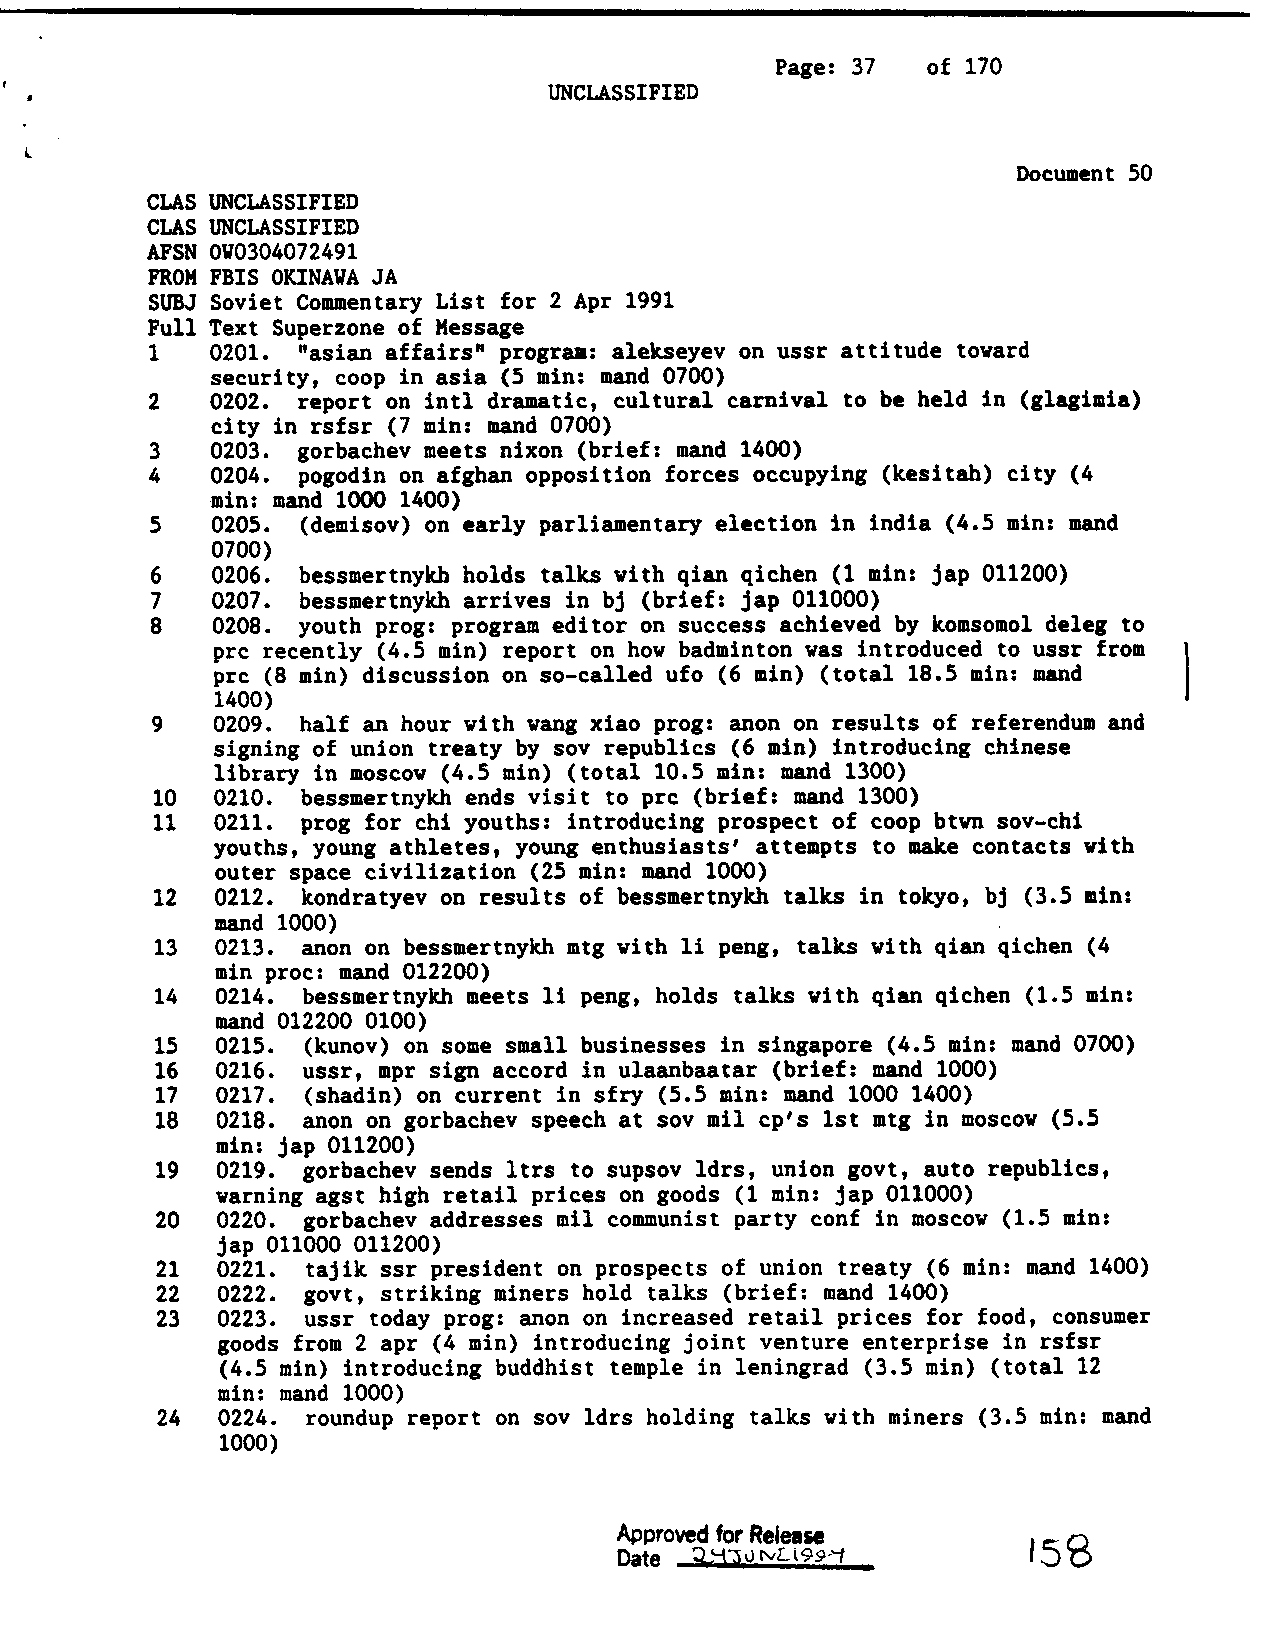 Page: 37 of 170
UNCLASSIFIED
Document 50
CLAS UNCLASSIFIED
CLAS UNCLASSIFIED
AFSN OW0304072491
FROM FBIS OKINAWA JA
SUBJ Soviet Commentary List for 2 Apr 1991
Full Text Superzone of Message
1 0201. "asian affairs" program: alekseyev on ussr attitude toward
security, coop in asia (5 min: mand 0700)
2 0202. report on intl dramatic, cultural carnival to be held in (glagimia)
city in rsfsr (7 min: mand 0700)
3 0203. gorbachev meets nixon (brief: mand 1400)
4 0204. pogodin on afghan opposition forces occupying (kesitah) city (4
min: mand 1000 1400)
5 0205. (demisov) on early parliamentary election in india (4.5 min: mand
0700)
6 0206. bessmertnykh holds talks with qian qichen (1 min: jap 011200)
7 0207. bessmertnykh arrives in bj (brief: jap 011000)
8 0208. youth prog: program editor on success achieved by komsomol deleg to
prc recently (4.5 min) report on how badminton was introduced to ussr from
prc (8 min) discussion on so-called ufo (6 min) (total 18.5 min: mand
1400)
9 0209. half an hour with wang xiao prog: anon on results of referendum and
signing of union treaty by sov republics (6 min) introducing chinese
library in moscow (4.5 min) (total 10.5 min: mand 1300)
10 0210. bessmertnykh ends visit to prc (brief: mand 1300)
11 0211. prog for chi youths: introducing prospect of coop btwn sov-chi
youths, young athletes, young enthusiasts' attempts to make contacts with
outer space civilization (25 min: mand 1000)
12 0212. kondratyev on results of bessmertnykh talks in tokyo, bj (3.5 min:
mand 1000)
13 0213. anon on bessmertnykh mtg with li peng, talks with qian qichen (4
min proc: mand 012200)
14 0214. bessmertnykh meets li peng, holds talks with qian qichen (1.5 min:
mand 012200 0100)
15 0215. (kunov) on some small businesses in singapore (4.5 min: mand 0700)
16 0216. ussr, mpr sign accord in ulaanbaatar (brief: mand 1000)
17 0217. (shadin) on current in sfry (5.5 min: mand 1000 1400)
18 0218. anon on gorbachev speech at sov mil cp's 1st mtg in moscow (5.5
min: jap 011200)
19 0219. gorbachev sends ltrs to supsov ldrs, union govt, auto republics,
warning agst high retail prices on goods (1 min: jap 011000)
20 0220. gorbachev addresses mil communist party conf in moscow (1.5 min:
jap 011000 011200)
21 0221. tajik ssr president on prospects of union treaty (6 min: mand 1400)
22 0222. govt, striking miners hold talks (brief: mand 1400)
23 0223. ussr today prog: anon on increased retail prices for food, consumer
goods from 2 apr (4 min) introducing joint venture enterprise in rsfsr
(4.5 min) introducing buddhist temple in leningrad (3.5 min) (total 12
min: mand 1000)
24 0224. roundup report on sov ldrs holding talks with miners (3.5 min: mand
1000)
Approved for Release
Date 24 JUNE 1997
158